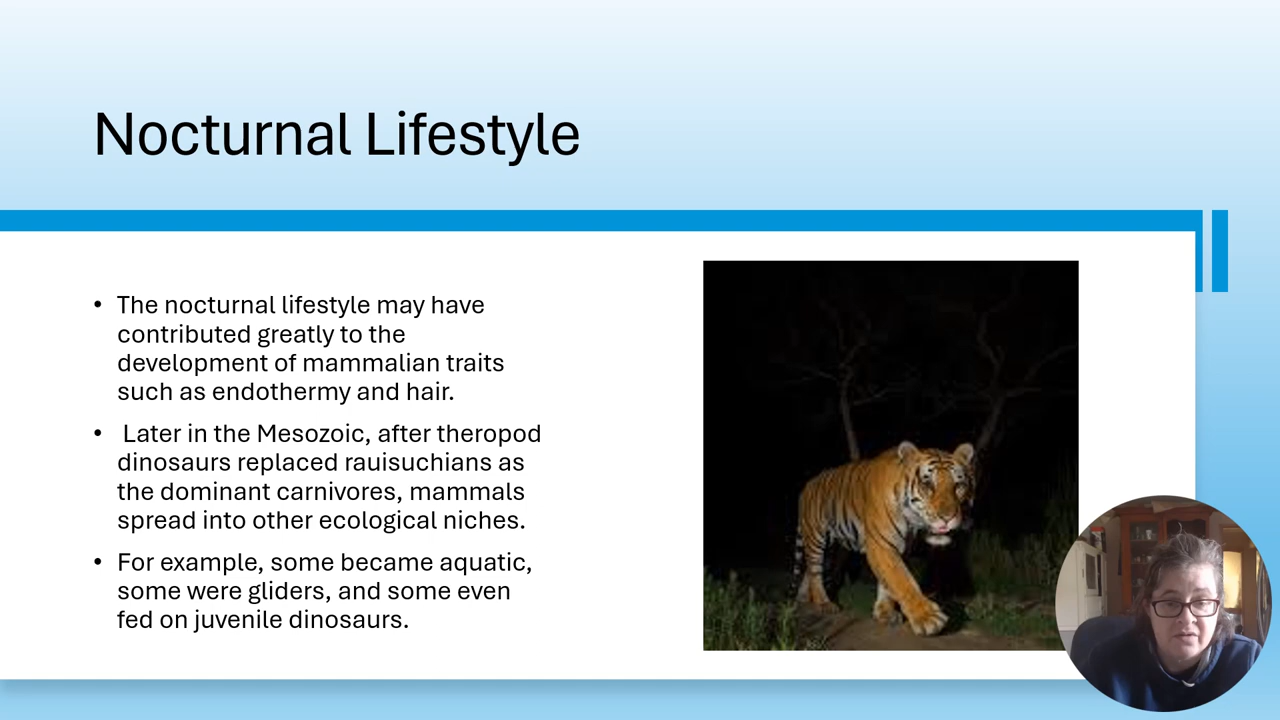 Nocturnal Lifestyle
• The nocturnal lifestyle may have
contributed greatly to the
development of mammalian traits
such as endothermy and hair.
• Later in the Mesozoic, after theropod
dinosaurs replaced rauisuchians as
the dominant carnivores, mammals
spread into other ecological niches.
• For example, some became aquatic,
some were gliders, and some even
fed on juvenile dinosaurs.